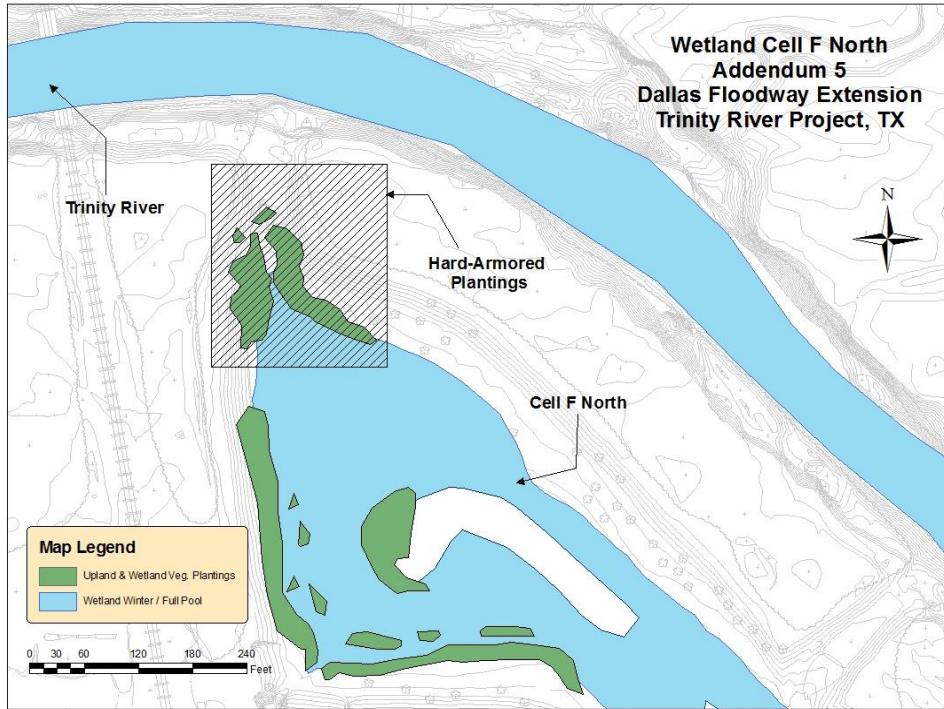 Wetland Cell F North
Addendum 5
Dallas Floodway Extension
Trinity River Project, TX
N
Trinity River
Hard-Armored
Plantings
Cell F North
Map Legend
Upland & Wetland Veg. Plantings
Wetland Winter / Full Pool
0 30 60 120 180 240
Feet